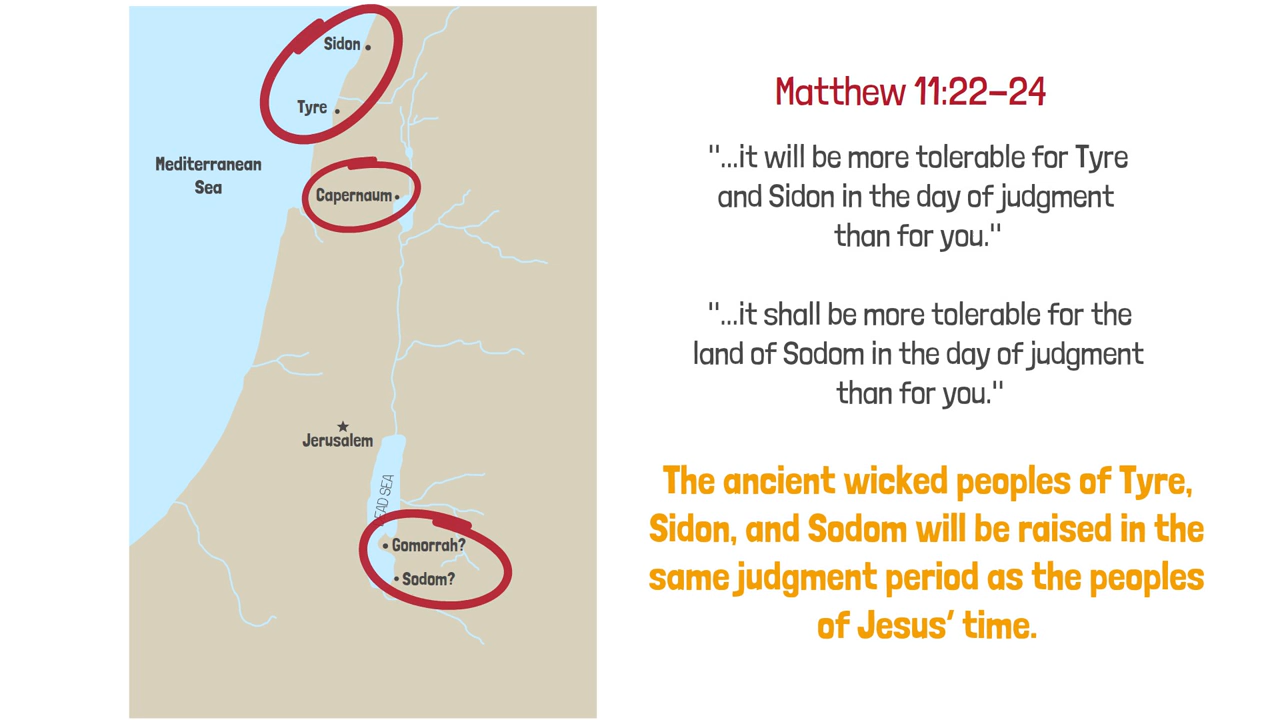 Sidon
Tyre
Mediterranean
Sea
Capernaum
Jerusalem
EAD SEA
Gomorrah?
Sodom?
Matthew 11:22–24
"...it will be more tolerable for Tyre
and Sidon in the day of judgment
than for you."
"...it shall be more tolerable for the
land of Sodom in the day of judgment
than for you."
The ancient wicked peoples of Tyre,
Sidon, and Sodom will be raised in the
same judgment period as the peoples
of Jesus’ time.